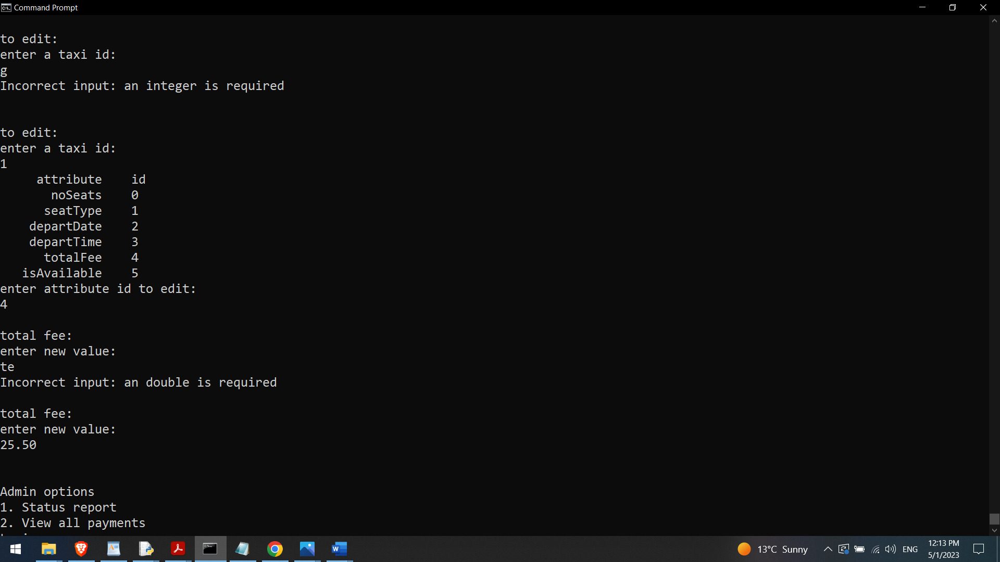 Command Prompt
to edit:
enter a taxi id:
g
Incorrect input: an integer is required
to edit:
enter a taxi id:
1
attribute    id
noSeats    0
seatType    1
departDate    2
departTime    3
totalFee    4
isAvailable    5
enter attribute id to edit:
4
total fee:
enter new value:
te
Incorrect input: an double is required
total fee:
enter new value:
25.50
Admin options
1. Status report
2. View all payments
13°C Sunny
ENG
12:13 PM
5/1/2023